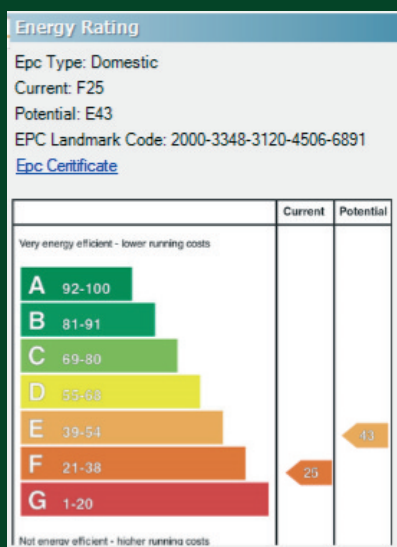 Energy Rating
Epc Type: Domestic
Current: F25
Potential: E43
EPC Landmark Code: 2000-3348-3120-4506-6891
Epc Ceritificate
Current Potential
Very energy efficient - lower running costs
A 92-100
B 81-91
C 69-80
D 55-68
E 39-54
43
F 21-38
25
G 1-20
Not energy efficient - higher running costs